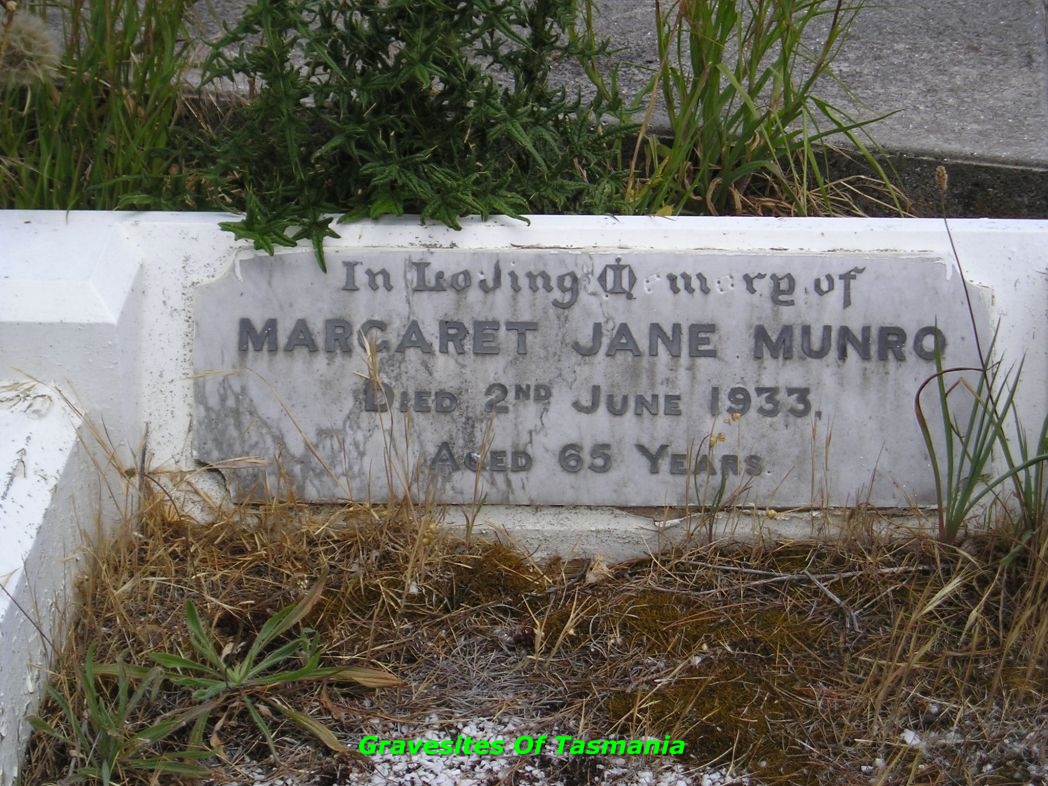 In Loving Memory of
MARGARET JANE MUNRO
DIED 2ND JUNE 1933.
AGED 65 YEARS
Gravesites Of Tasmania